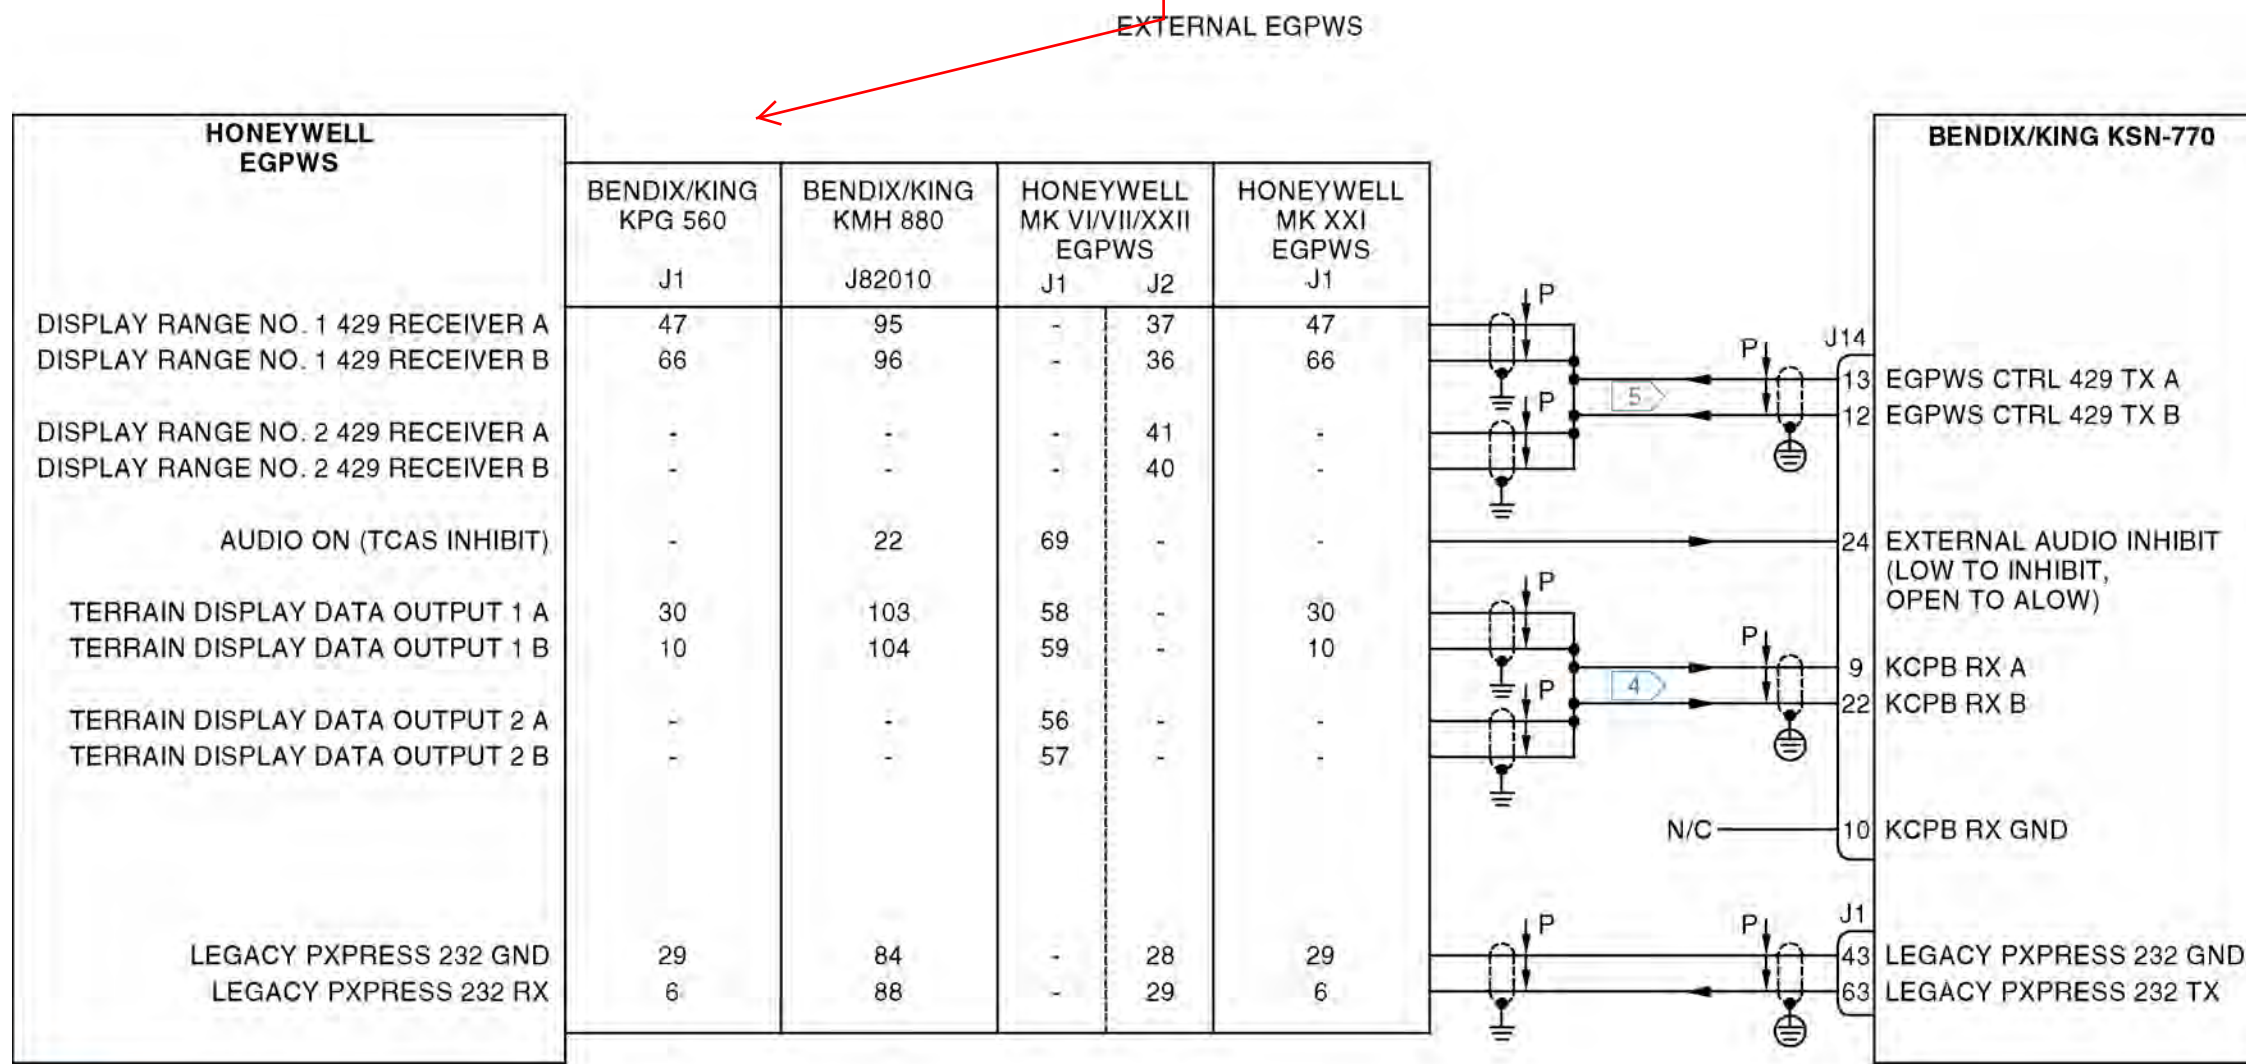 EXTERNAL EGPWS
HONEYWELL
EGPWS
BENDIX/KING
KPG 560
J1
BENDIX/KING
KMH 880
J82010
HONEYWELL
MK VI/VII/XXII
EGPWS
J1 J2
HONEYWELL
MK XXI
EGPWS
J1
BENDIX/KING KSN-770
DISPLAY RANGE NO. 1 429 RECEIVER A 47 95 - 37 47
DISPLAY RANGE NO. 1 429 RECEIVER B 66 96 - 36 66
DISPLAY RANGE NO. 2 429 RECEIVER A - - - 41 -
DISPLAY RANGE NO. 2 429 RECEIVER B - - - 40 -
AUDIO ON (TCAS INHIBIT) - 22 69 - -
TERRAIN DISPLAY DATA OUTPUT 1 A 30 103 58 - 30
TERRAIN DISPLAY DATA OUTPUT 1 B 10 104 59 - 10
TERRAIN DISPLAY DATA OUTPUT 2 A - - 56 - -
TERRAIN DISPLAY DATA OUTPUT 2 B - - 57 - -
LEGACY PXPRESS 232 GND 29 84 - 28 29
LEGACY PXPRESS 232 RX 6 88 - 29 6
P
P
5
P
J14
13 EGPWS CTRL 429 TX A
12 EGPWS CTRL 429 TX B
24 EXTERNAL AUDIO INHIBIT
(LOW TO INHIBIT,
OPEN TO ALOW)
P
P
4
P
9 KCPB RX A
22 KCPB RX B
N/C 10 KCPB RX GND
P
P
J1
43 LEGACY PXPRESS 232 GND
63 LEGACY PXPRESS 232 TX